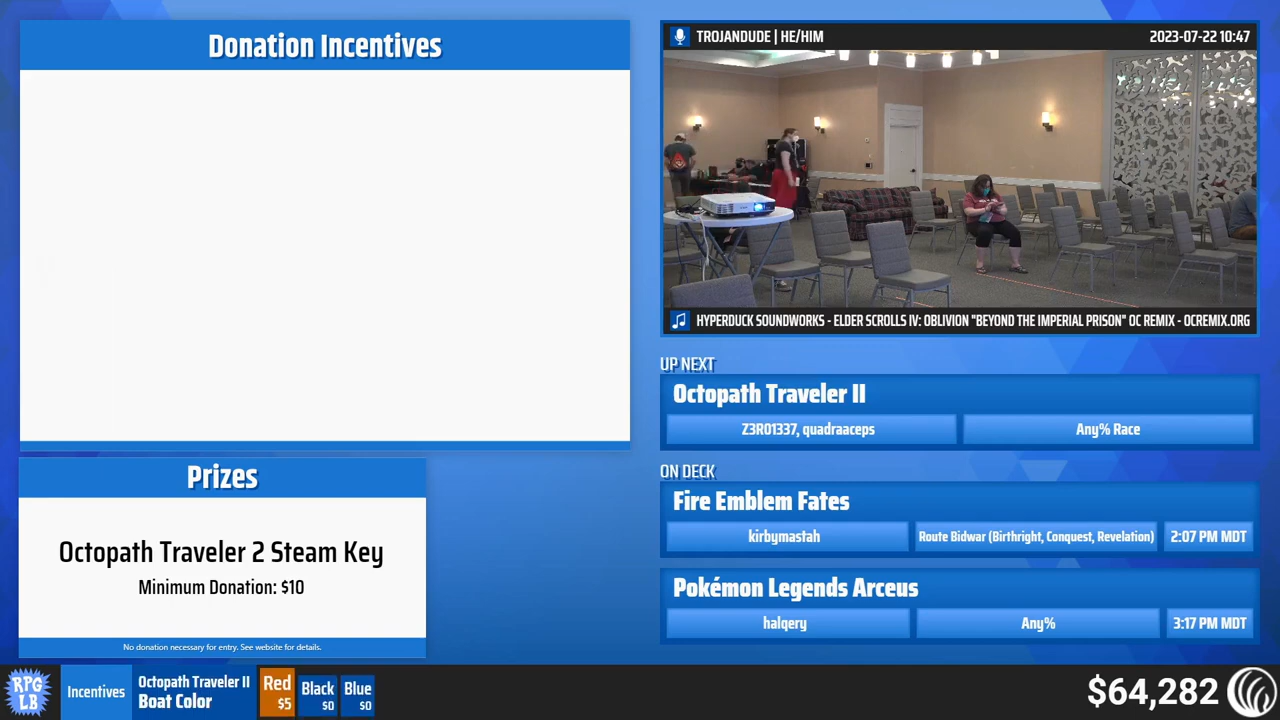 Donation Incentives
TROJANDUDE | HE/HIM
2023-07-22 10:47
HYPERDUCK SOUNDWORKS - ELDER SCROLLS IV: OBLIVION "BEYOND THE IMPERIAL PRISON" OC REMIX - OCREMIX.ORG
UP NEXT
Octopath Traveler II
Z3R01337, quadraaceps
Any% Race
ON DECK
Fire Emblem Fates
kirbymastah
Route Bidwar (Birthright, Conquest, Revelation)
2:07 PM MDT
Pokémon Legends Arceus
halqery
Any%
3:17 PM MDT
Prizes
Octopath Traveler 2 Steam Key
Minimum Donation: $10
No donation necessary for entry. See website for details.
RPG
LB
Incentives
Octopath Traveler II
Boat Color
Red
$5
Black
$0
Blue
$0
$64,282